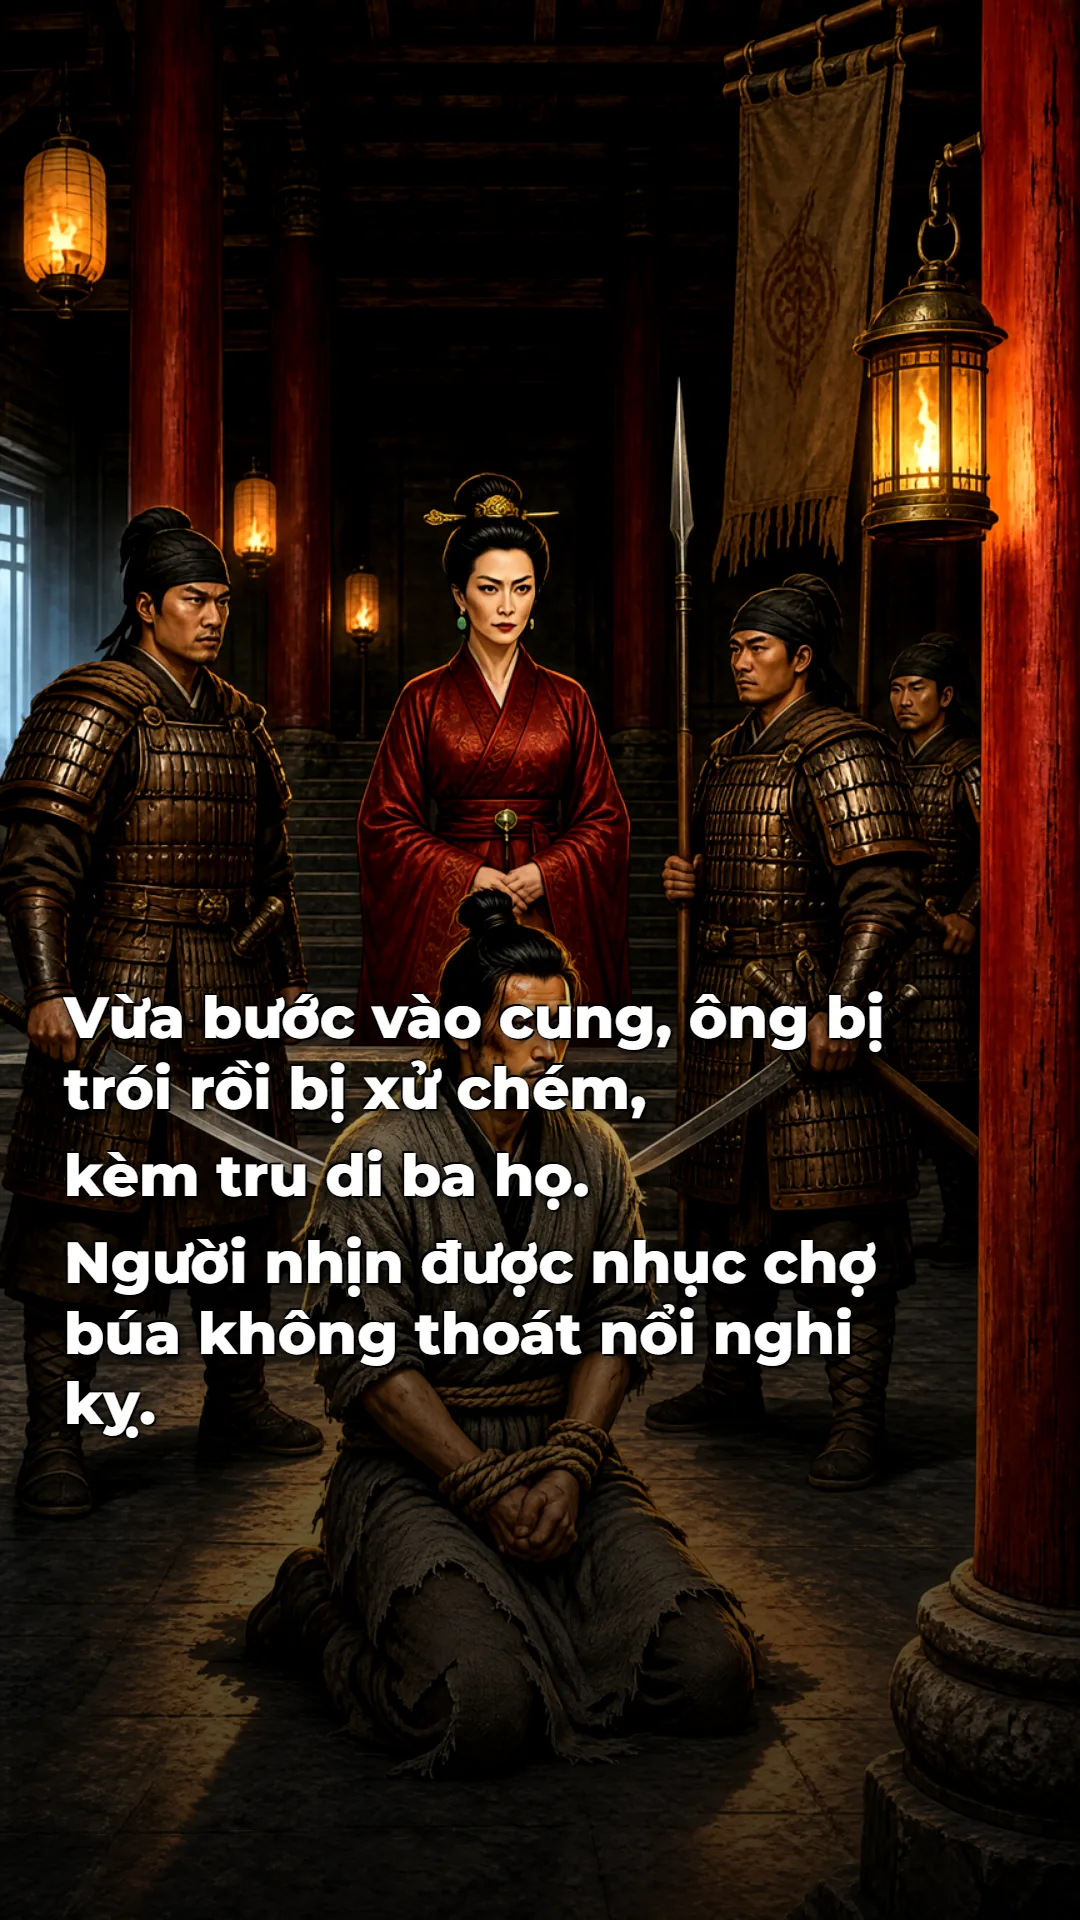 Vừa bước vào cung, ông bị
trói rồi bị xử chém,
kèm tru di ba họ.
Người nhịn được nhục chợ
búa không thoát nổi nghi
kỵ.